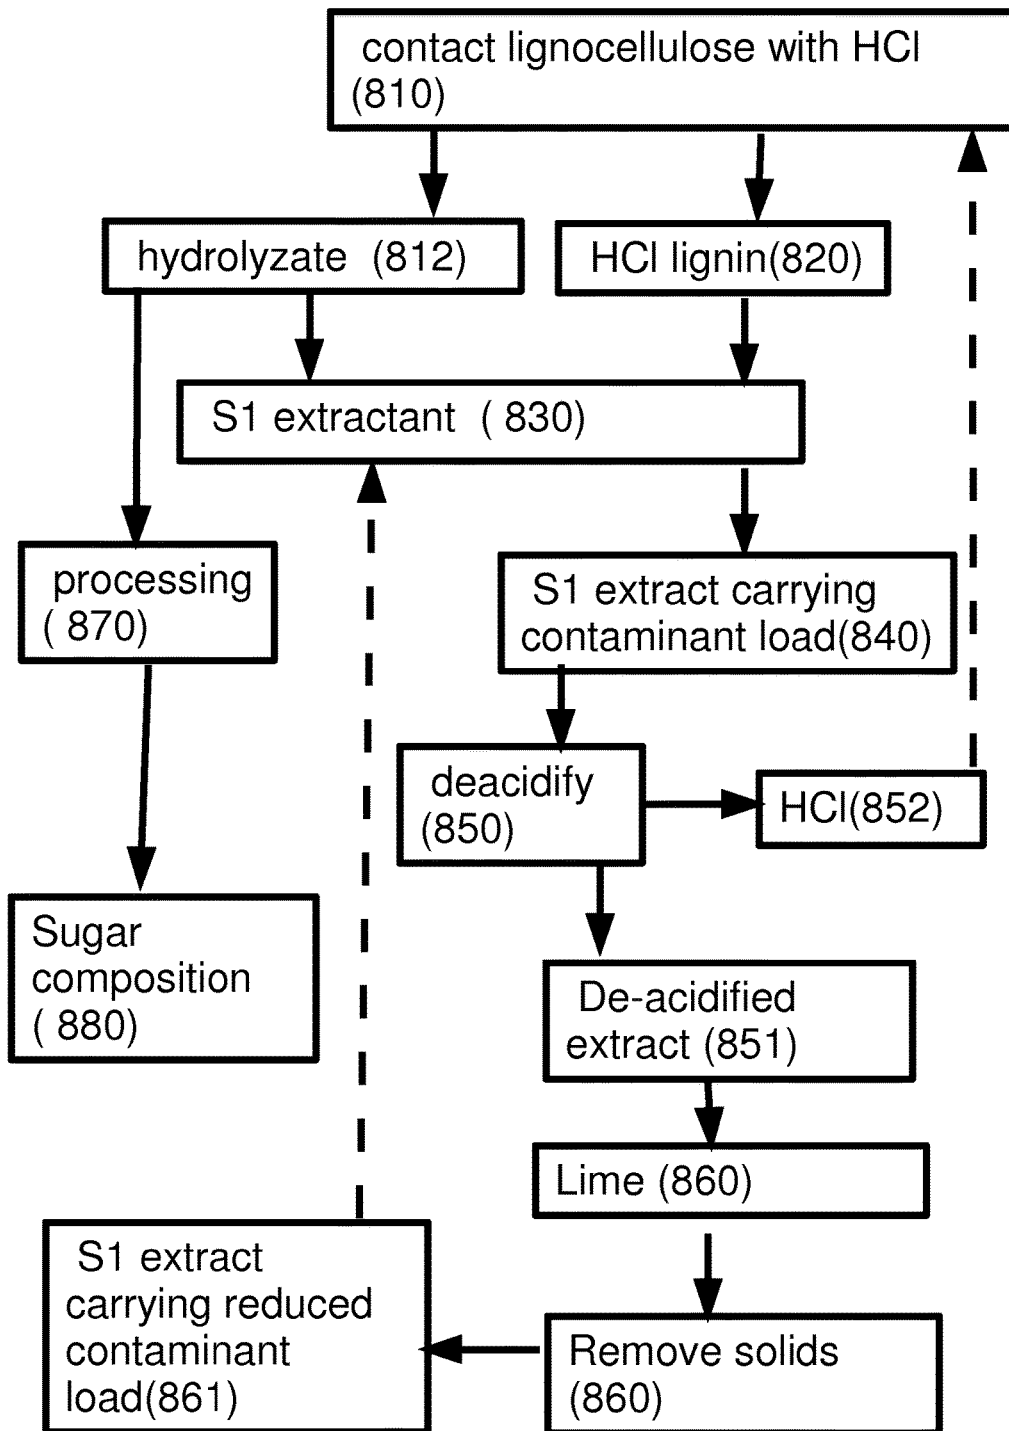 contact lignocellulose with HCl
(810)
hydrolyzate (812)
HCl lignin(820)
S1 extractant ( 830)
processing
( 870)
S1 extract carrying
contaminant load(840)
deacidify
(850)
HCl(852)
Sugar
composition
( 880)
De-acidified
extract (851)
Lime (860)
S1 extract
carrying reduced
contaminant
load(861)
Remove solids
(860)